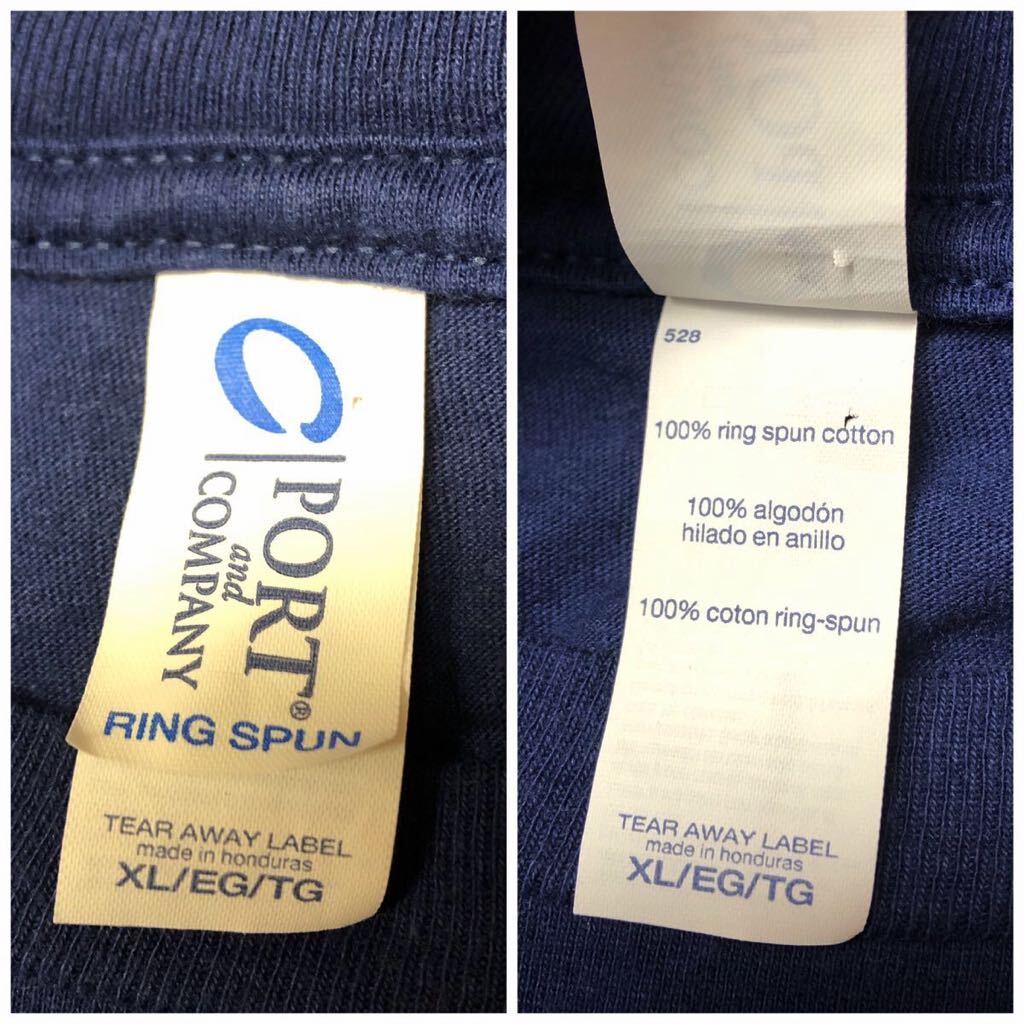 PORT
and
COMPANY®
RING SPUN
TEAR AWAY LABEL
made in honduras
XL/EG/TG
528
100% ring spun cotton
100% algodón
hilado en anillo
100% coton ring-spun
TEAR AWAY LABEL
made in honduras
XL/EG/TG